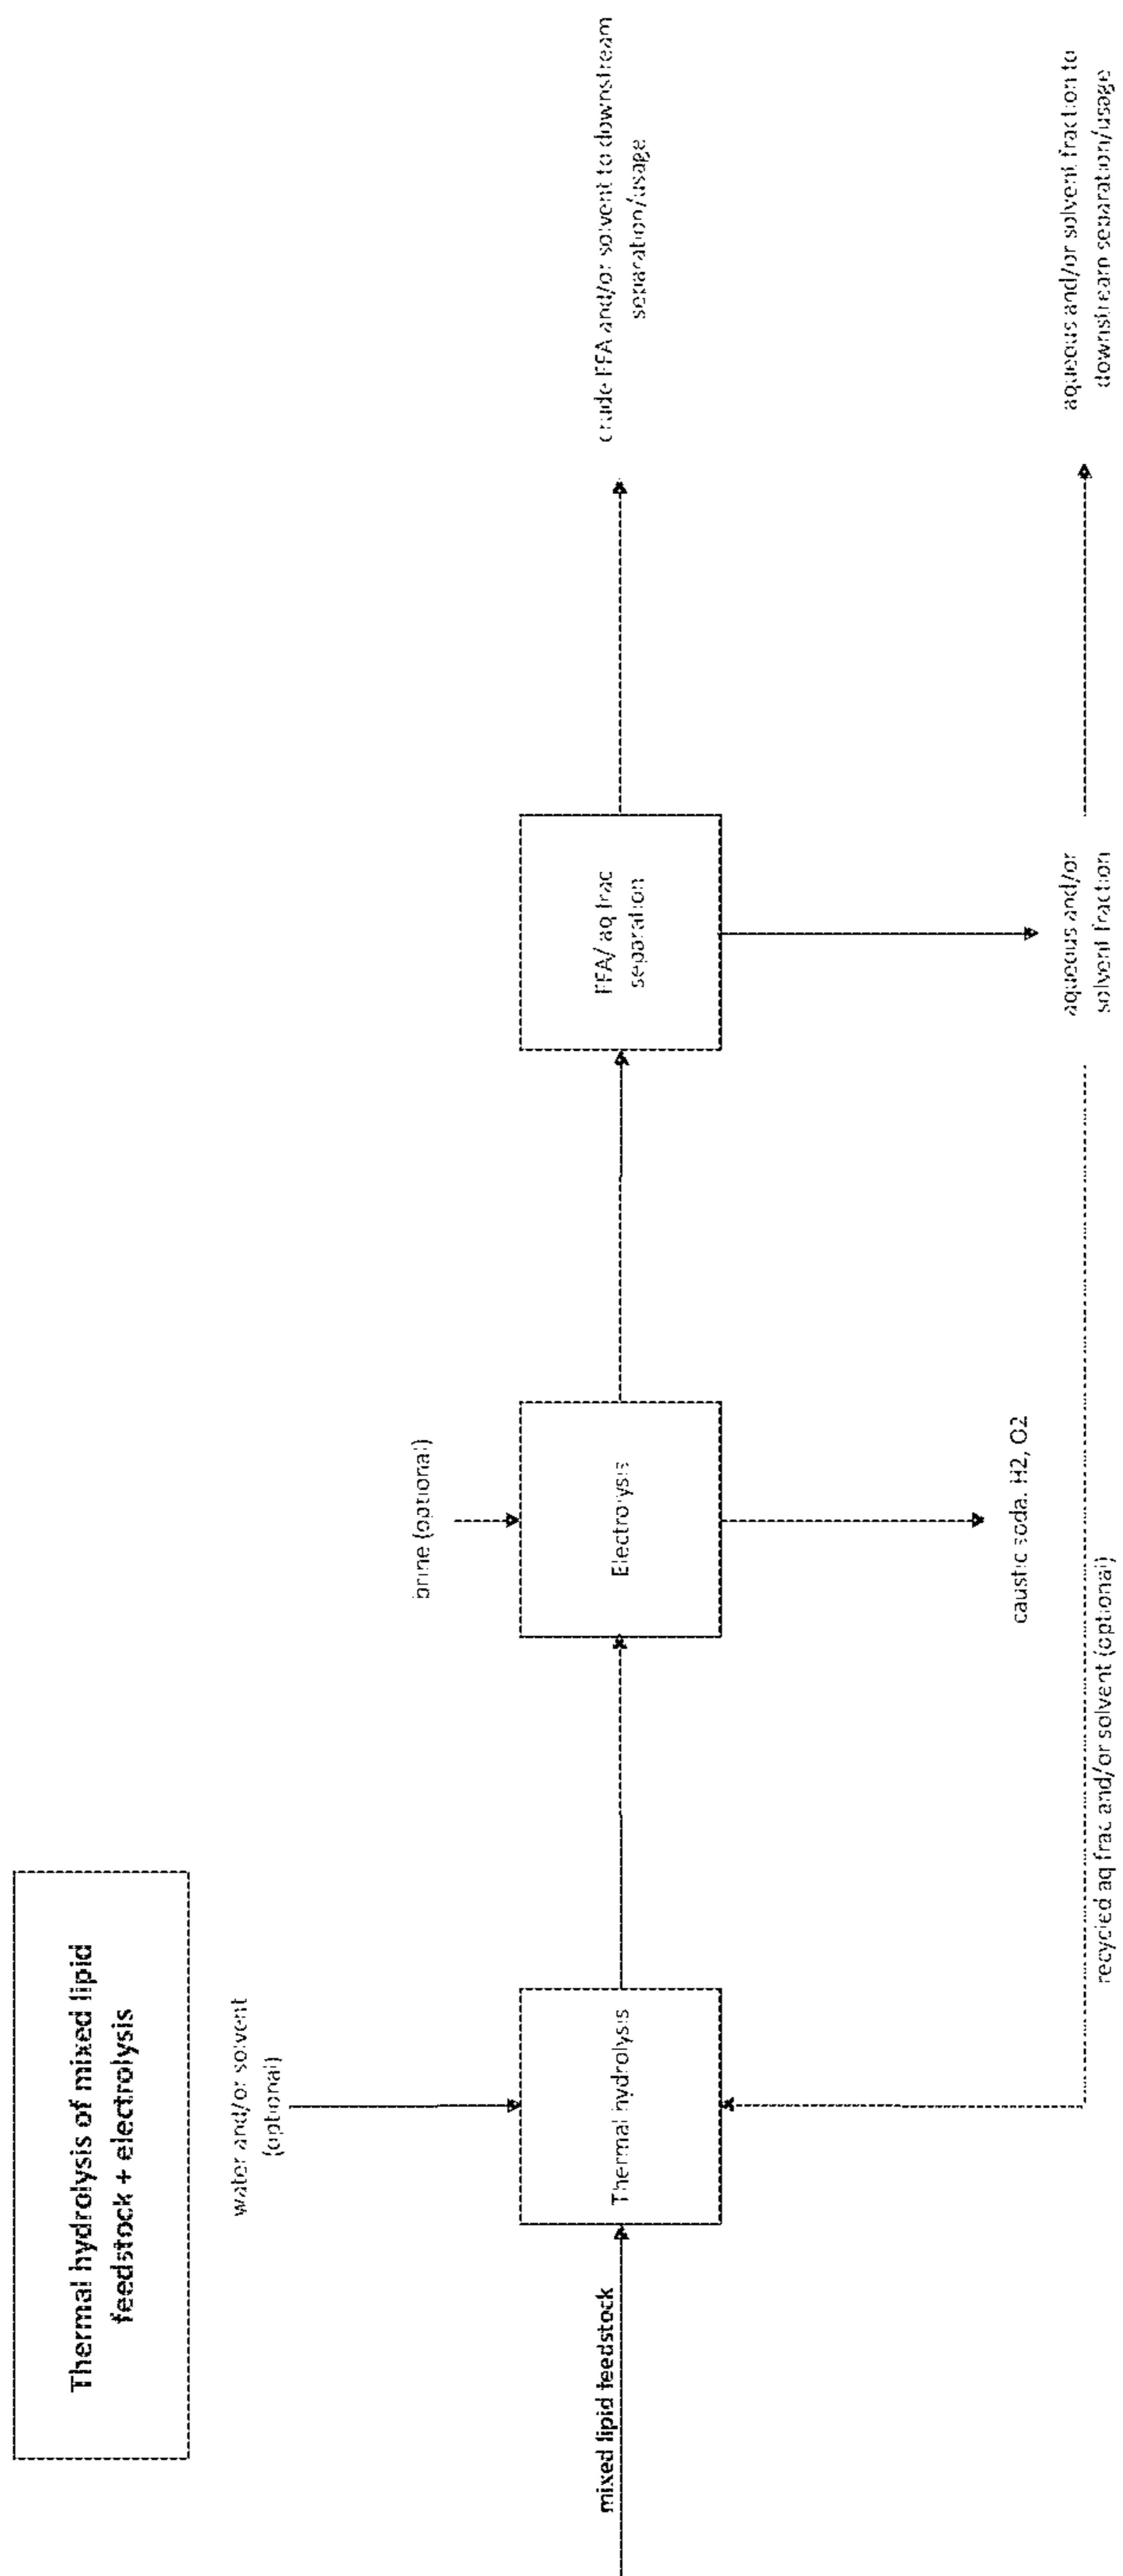 Thermal hydrolysis of mixed lipid
feedstock + electrolysis
water and/or solvent
(optional)
brine (optional)
mixed lipid feedstock
Thermal hydrolysis
Electrolysis
FFA/ aq frac
separation
crude FFA and/or solvent to downstream
separation/usage
caustic soda, H2, O2
recycled aq frac and/or solvent (optional)
aqueous and/or
solvent fraction
aqueous and/or solvent fraction to
downstream separation/usage